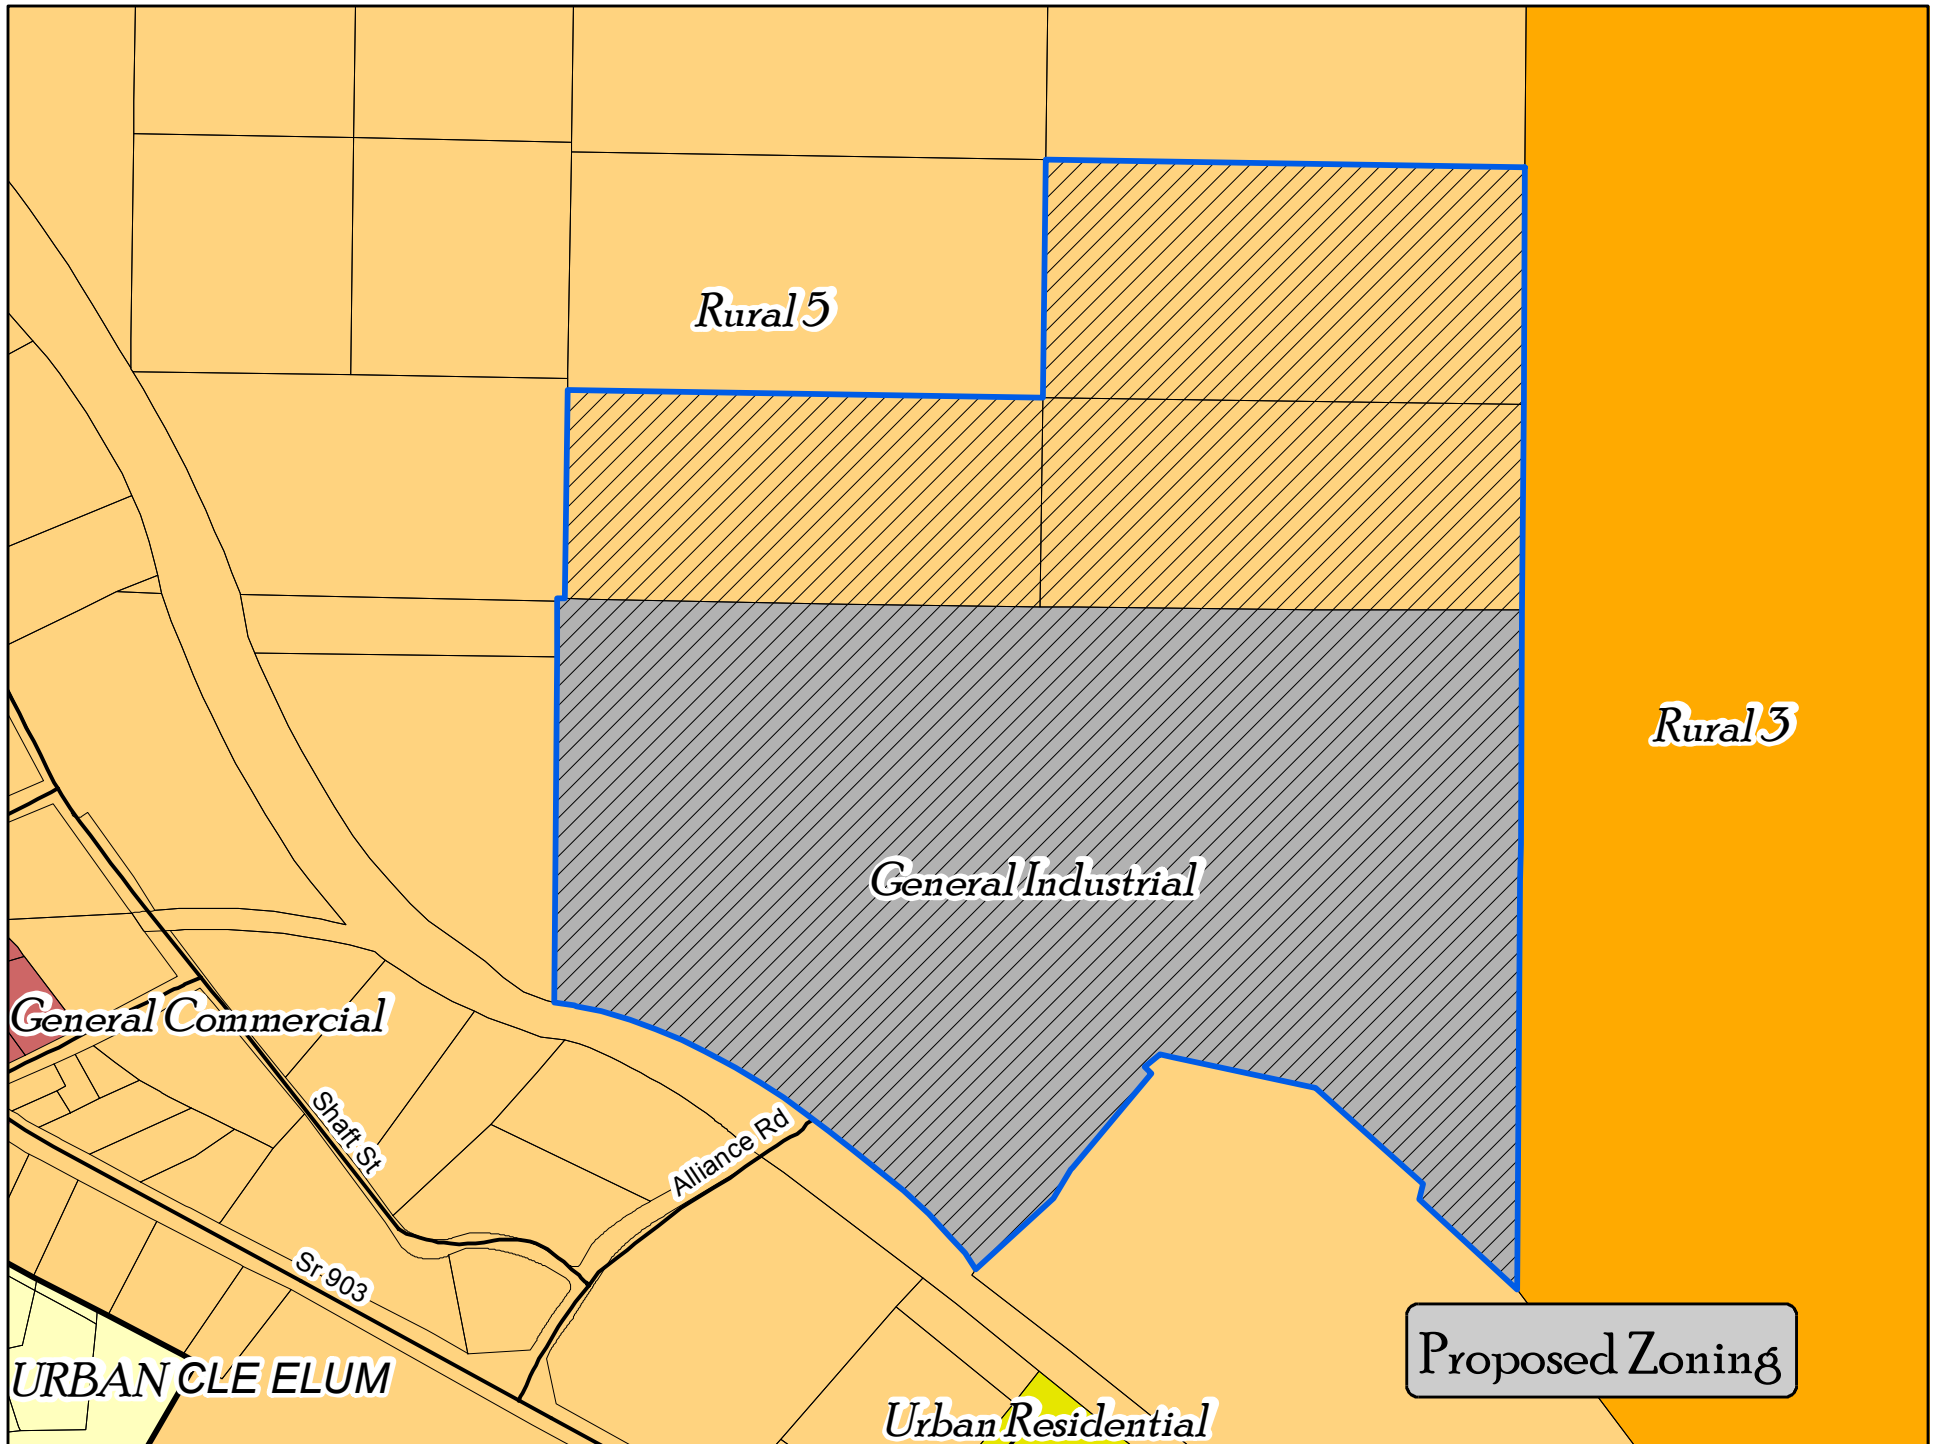 Rural 5
Rural 3
General Industrial
General Commercial
Shaft St
Alliance Rd
Sr 903
Proposed Zoning
URBAN CLE ELUM
Urban Residential